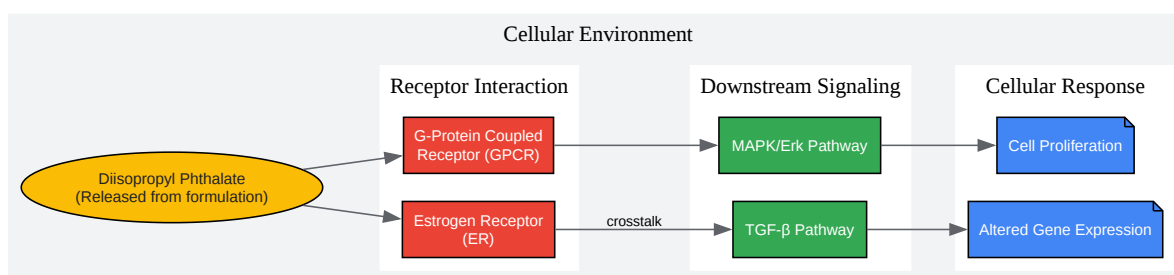 Cellular Environment
Receptor Interaction
Downstream Signaling
Cellular Response
G-Protein Coupled
Receptor (GPCR)
MAPK/Erk Pathway
Cell Proliferation
Diisopropyl Phthalate
(Released from formulation)
Estrogen Receptor
(ER)
crosstalk
TGF-β Pathway
Altered Gene Expression